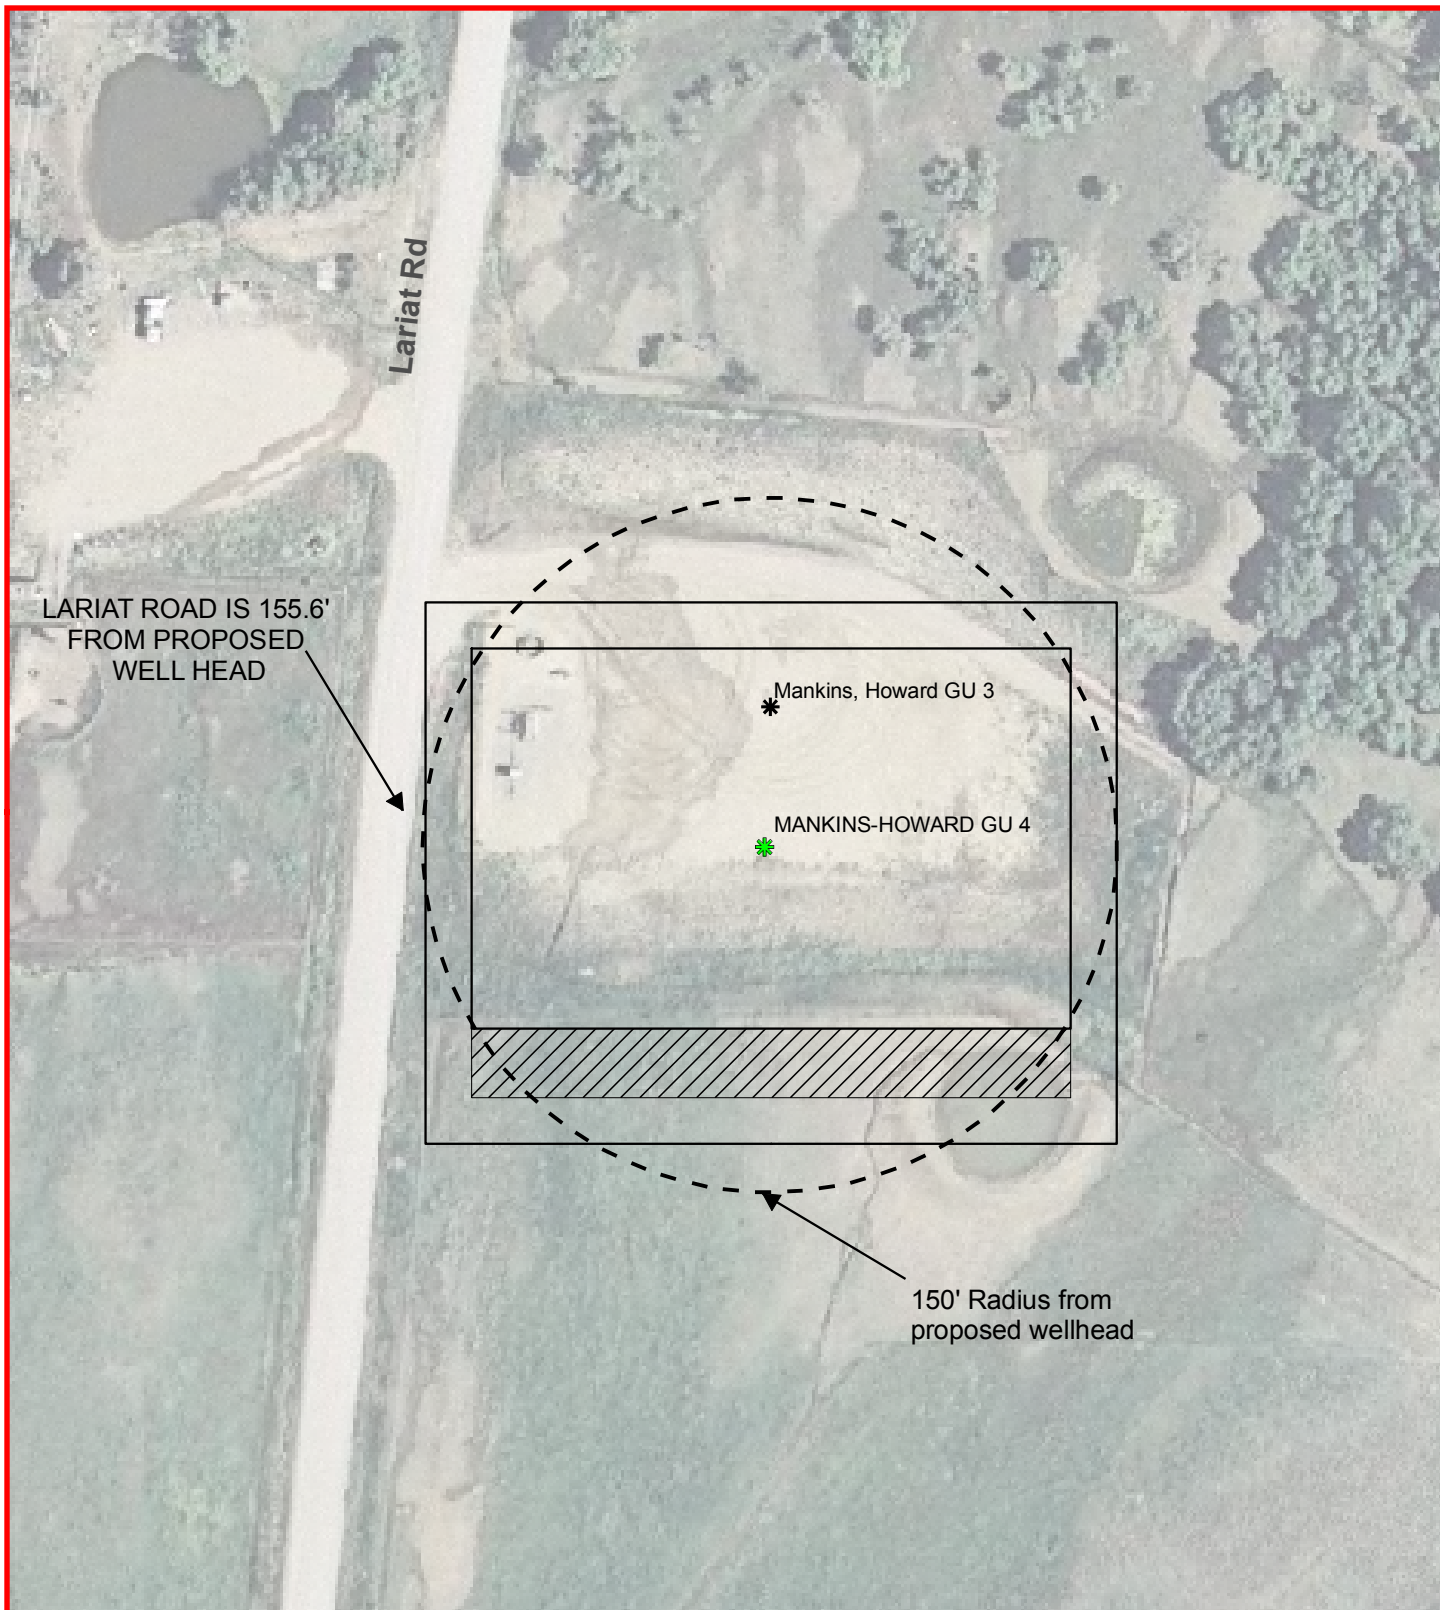 Lariat Rd
LARIAT ROAD IS 155.6'
FROM PROPOSED
WELL HEAD
Mankins, Howard GU 3
MANKINS-HOWARD GU 4
150' Radius from
proposed wellhead